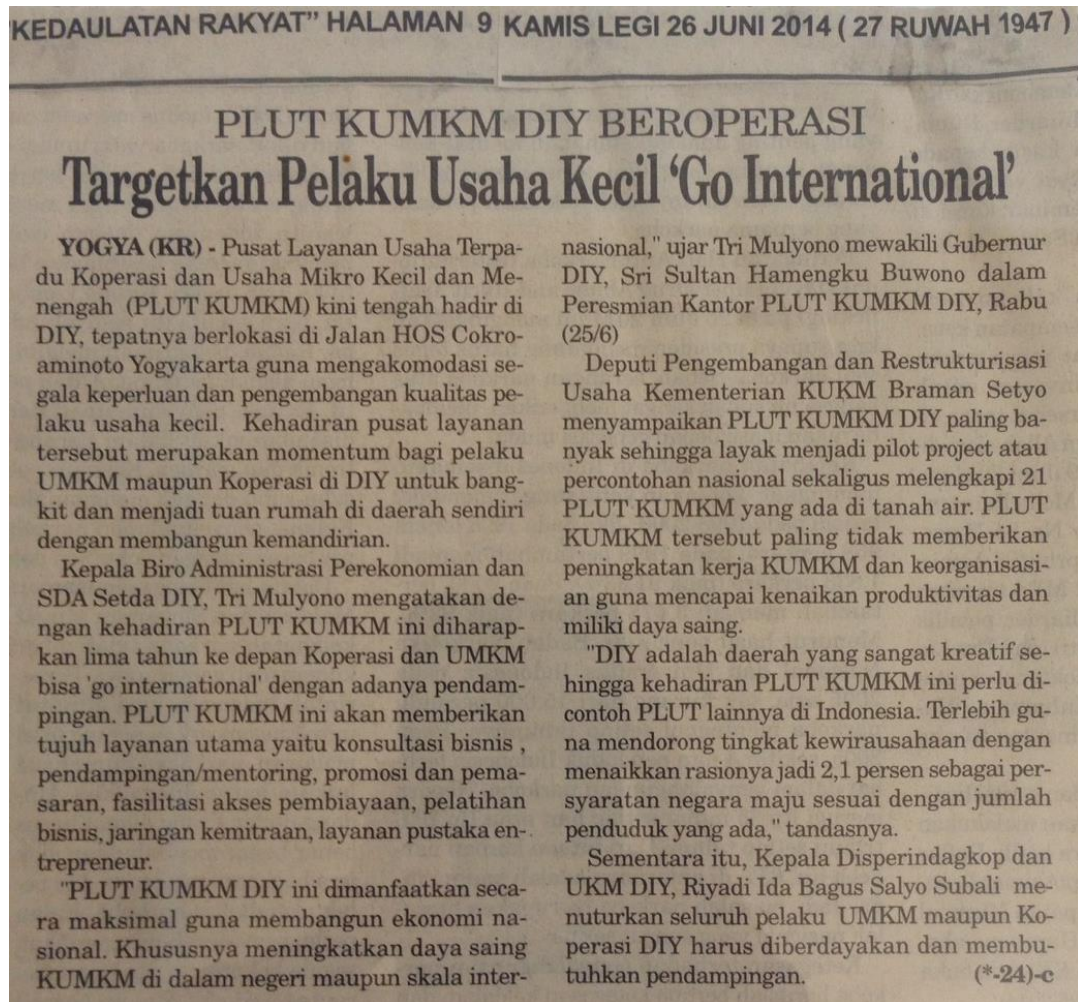 "KEDAULATAN RAKYAT" HALAMAN 9 KAMIS LEGI 26 JUNI 2014 ( 27 RUWAH 1947 )
PLUT KUMKM DIY BEROPERASI
Targetkan Pelaku Usaha Kecil 'Go International'
YOGYA (KR) - Pusat Layanan Usaha Terpa-
du Koperasi dan Usaha Mikro Kecil dan Me-
nengah (PLUT KUMKM) kini tengah hadir di
DIY, tepatnya berlokasi di Jalan HOS Cokro-
aminoto Yogyakarta guna mengakomodasi se-
gala keperluan dan pengembangan kualitas pe-
laku usaha kecil. Kehadiran pusat layanan
tersebut merupakan momentum bagi pelaku
UMKM maupun Koperasi di DIY untuk bang-
kit dan menjadi tuan rumah di daerah sendiri
dengan membangun kemandirian.
Kepala Biro Administrasi Perekonomian dan
SDA Setda DIY, Tri Mulyono mengatakan de-
ngan kehadiran PLUT KUMKM ini diharap-
kan lima tahun ke depan Koperasi dan UMKM
bisa 'go international' dengan adanya pendam-
pingan. PLUT KUMKM ini akan memberikan
tujuh layanan utama yaitu konsultasi bisnis ,
pendampingan/mentoring, promosi dan pema-
saran, fasilitasi akses pembiayaan, pelatihan
bisnis, jaringan kemitraan, layanan pustaka en-
trepreneur.
"PLUT KUMKM DIY ini dimanfaatkan seca-
ra maksimal guna membangun ekonomi na-
sional. Khususnya meningkatkan daya saing
KUMKM di dalam negeri maupun skala inter-
nasional," ujar Tri Mulyono mewakili Gubernur
DIY, Sri Sultan Hamengku Buwono dalam
Peresmian Kantor PLUT KUMKM DIY, Rabu
(25/6)
Deputi Pengembangan dan Restrukturisasi
Usaha Kementerian KUKM Braman Setyo
menyampaikan PLUT KUMKM DIY paling ba-
nyak sehingga layak menjadi pilot project atau
percontohan nasional sekaligus melengkapi 21
PLUT KUMKM yang ada di tanah air. PLUT
KUMKM tersebut paling tidak memberikan
peningkatan kerja KUMKM dan keorganisasi-
an guna mencapai kenaikan produktivitas dan
miliki daya saing.
"DIY adalah daerah yang sangat kreatif se-
hingga kehadiran PLUT KUMKM ini perlu di-
contoh PLUT lainnya di Indonesia. Terlebih gu-
na mendorong tingkat kewirausahaan dengan
menaikkan rasionya jadi 2,1 persen sebagai per-
syaratan negara maju sesuai dengan jumlah
penduduk yang ada," tandasnya.
Sementara itu, Kepala Disperindagkop dan
UKM DIY, Riyadi Ida Bagus Salyo Subali me-
nuturkan seluruh pelaku UMKM maupun Ko-
perasi DIY harus diberdayakan dan membu-
tuhkan pendampingan. (*-24)-c